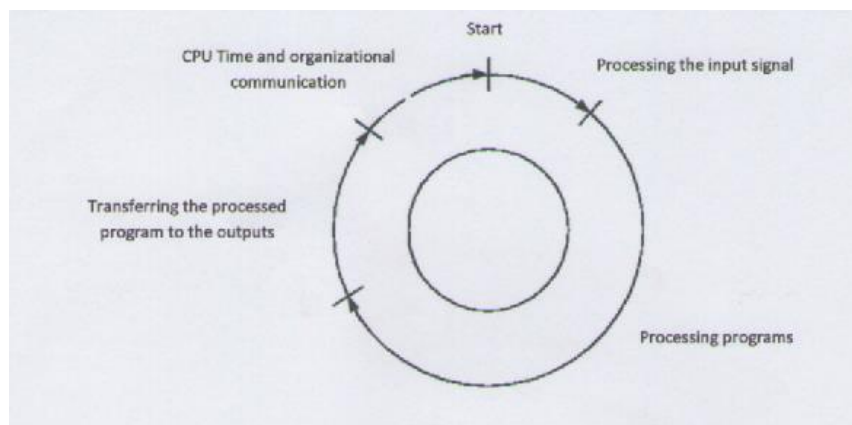 Start
CPU Time and organizational
communication
Processing the input signal
Transferring the processed
program to the outputs
Processing programs